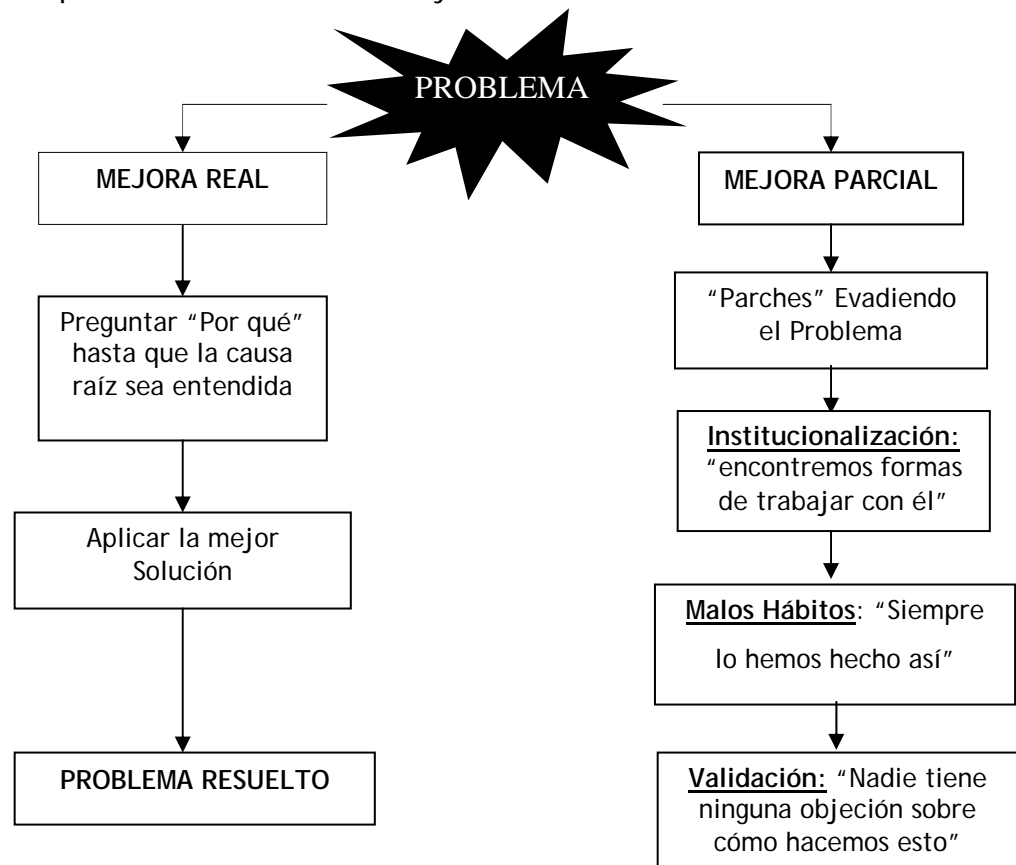 PROBLEMA
MEJORA REAL
Preguntar “Por qué”
hasta que la causa
raíz sea entendida
Aplicar la mejor
Solución
PROBLEMA RESUELTO
MEJORA PARCIAL
“Parches” Evadiendo
el Problema
Institucionalización:
“encontremos formas
de trabajar con él”
Malos Hábitos: “Siempre
lo hemos hecho así”
Validación: “Nadie tiene
ninguna objeción sobre
cómo hacemos esto”